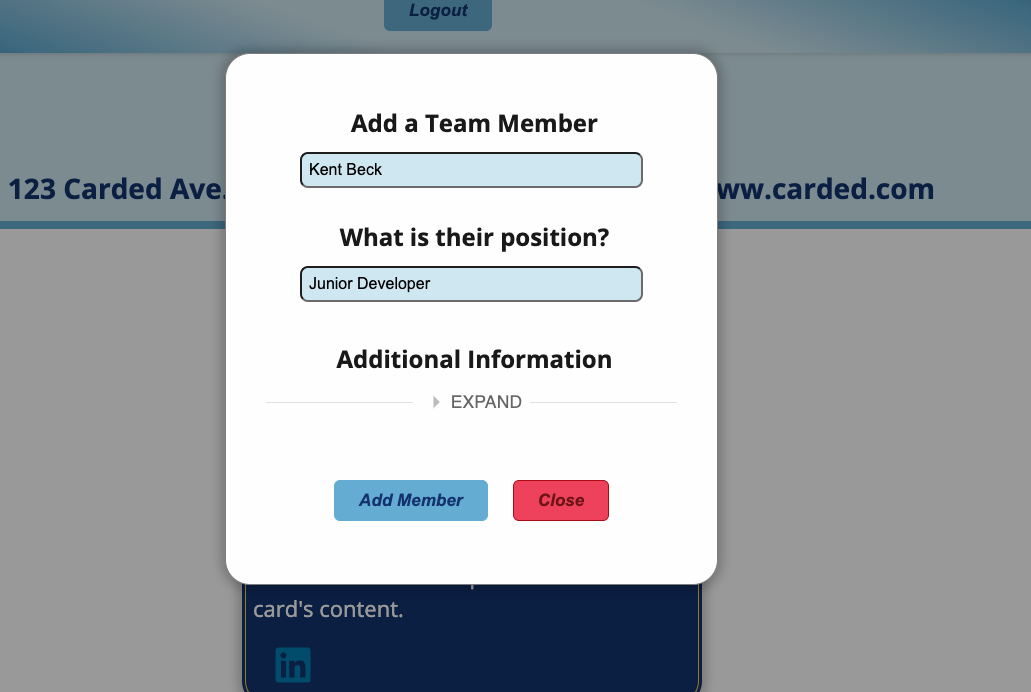 Logout
Add a Team Member
Kent Beck
123 Carded Ave.
ww.carded.com
What is their position?
Junior Developer
Additional Information
EXPAND
Add Member
Close
card's content.
in